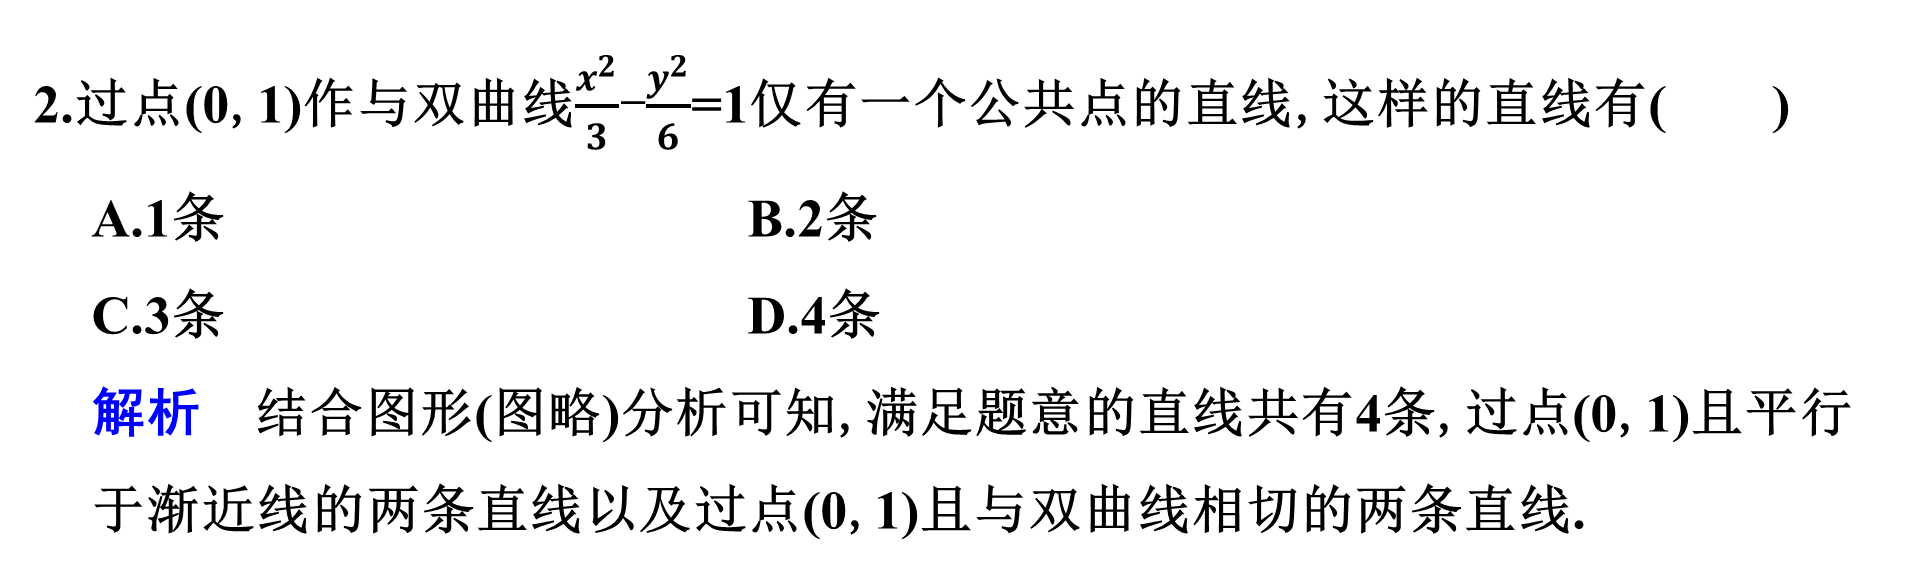 2.过点(0, 1)作与双曲线x²/3−y²/6=1仅有一个公共点的直线, 这样的直线有(  )
A.1条 B.2条
C.3条 D.4条
解析 结合图形(图略)分析可知, 满足题意的直线共有4条, 过点(0, 1)且平行
于渐近线的两条直线以及过点(0, 1)且与双曲线相切的两条直线.